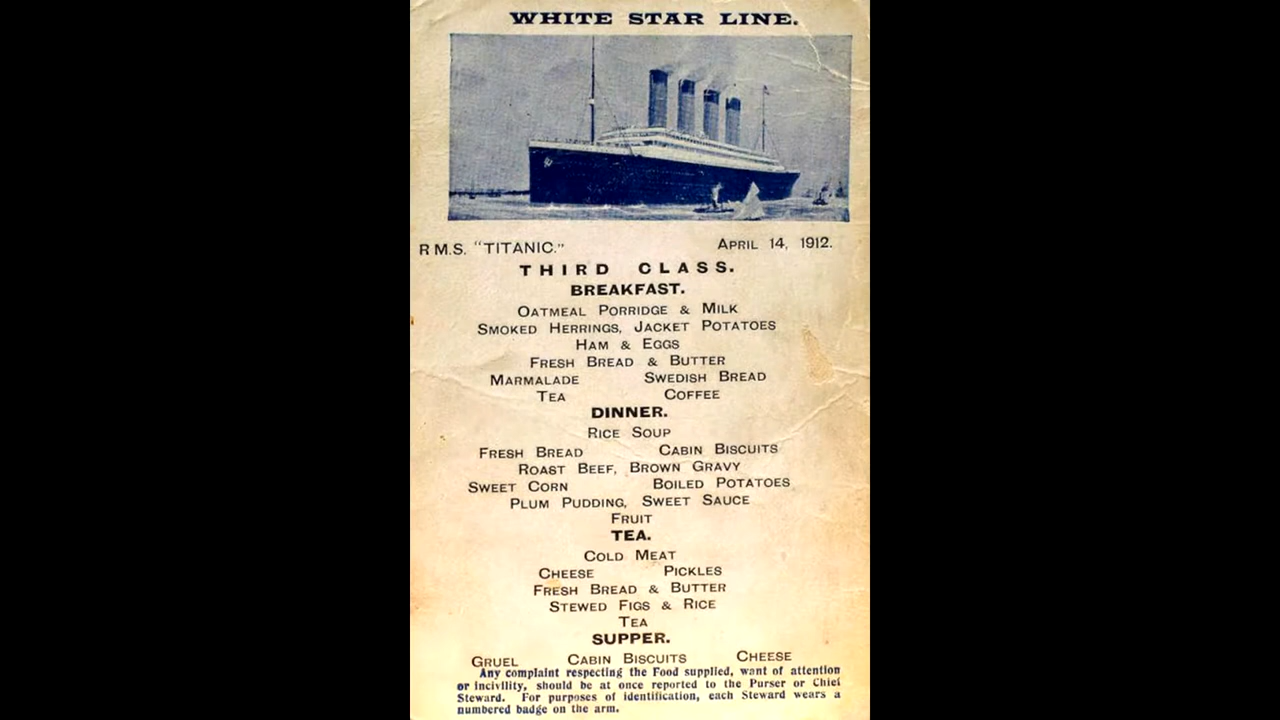 WHITE STAR LINE.
R.M.S. "TITANIC." APRIL 14, 1912.
THIRD CLASS.
BREAKFAST.
OATMEAL PORRIDGE & MILK
SMOKED HERRINGS, JACKET POTATOES
HAM & EGGS
FRESH BREAD & BUTTER
MARMALADE SWEDISH BREAD
TEA COFFEE
DINNER.
RICE SOUP
FRESH BREAD CABIN BISCUITS
ROAST BEEF, BROWN GRAVY
SWEET CORN BOILED POTATOES
PLUM PUDDING, SWEET SAUCE
FRUIT
TEA.
COLD MEAT
CHEESE PICKLES
FRESH BREAD & BUTTER
STEWED FIGS & RICE
TEA
SUPPER.
GRUEL CABIN BISCUITS CHEESE
Any complaint respecting the Food supplied, want of attention
or incivility, should be at once reported to the Purser or Chief
Steward. For purposes of identification, each Steward wears a
numbered badge on the arm.